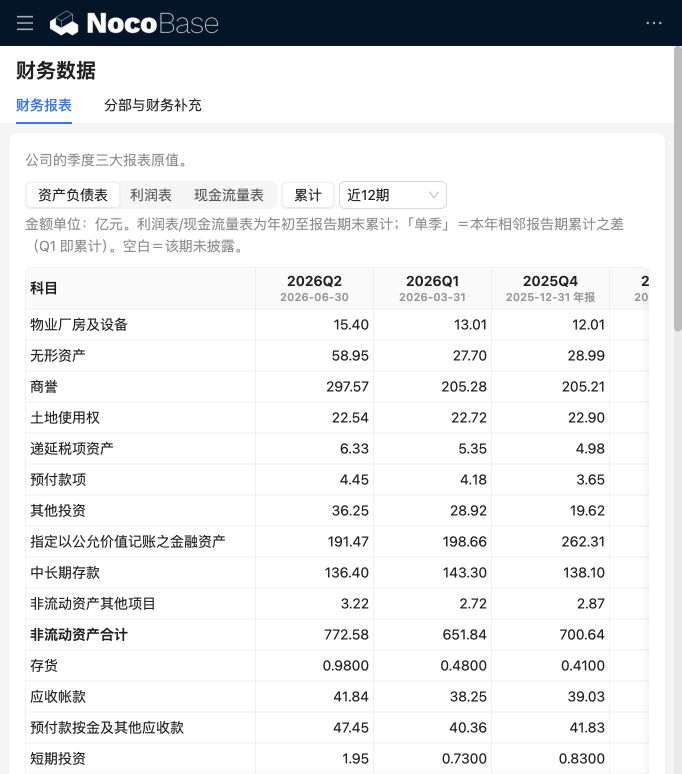 NocoBase
财务数据
财务报表 分部与财务补充
公司的季度三大报表原值。
资产负债表 利润表 现金流量表 累计 近12期
金额单位：亿元。利润表/现金流量表为年初至报告期末累计；「单季」＝本年相邻报告期累计之差
（Q1 即累计）。空白＝该期未披露。
科目 2026Q2 2026Q1 2025Q4 2
2026-06-30 2026-03-31 2025-12-31 年报 20
物业厂房及设备 15.40 13.01 12.01
无形资产 58.95 27.70 28.99
商誉 297.57 205.28 205.21
土地使用权 22.54 22.72 22.90
递延税项资产 6.33 5.35 4.98
预付款项 4.45 4.18 3.65
其他投资 36.25 28.92 19.62
指定以公允价值记账之金融资产 191.47 198.66 262.31
中长期存款 136.40 143.30 138.10
非流动资产其他项目 3.22 2.72 2.87
非流动资产合计 772.58 651.84 700.64
存货 0.9800 0.4800 0.4100
应收帐款 41.84 38.25 39.03
预付款按金及其他应收款 47.45 40.36 41.83
短期投资 1.95 0.7300 0.8300